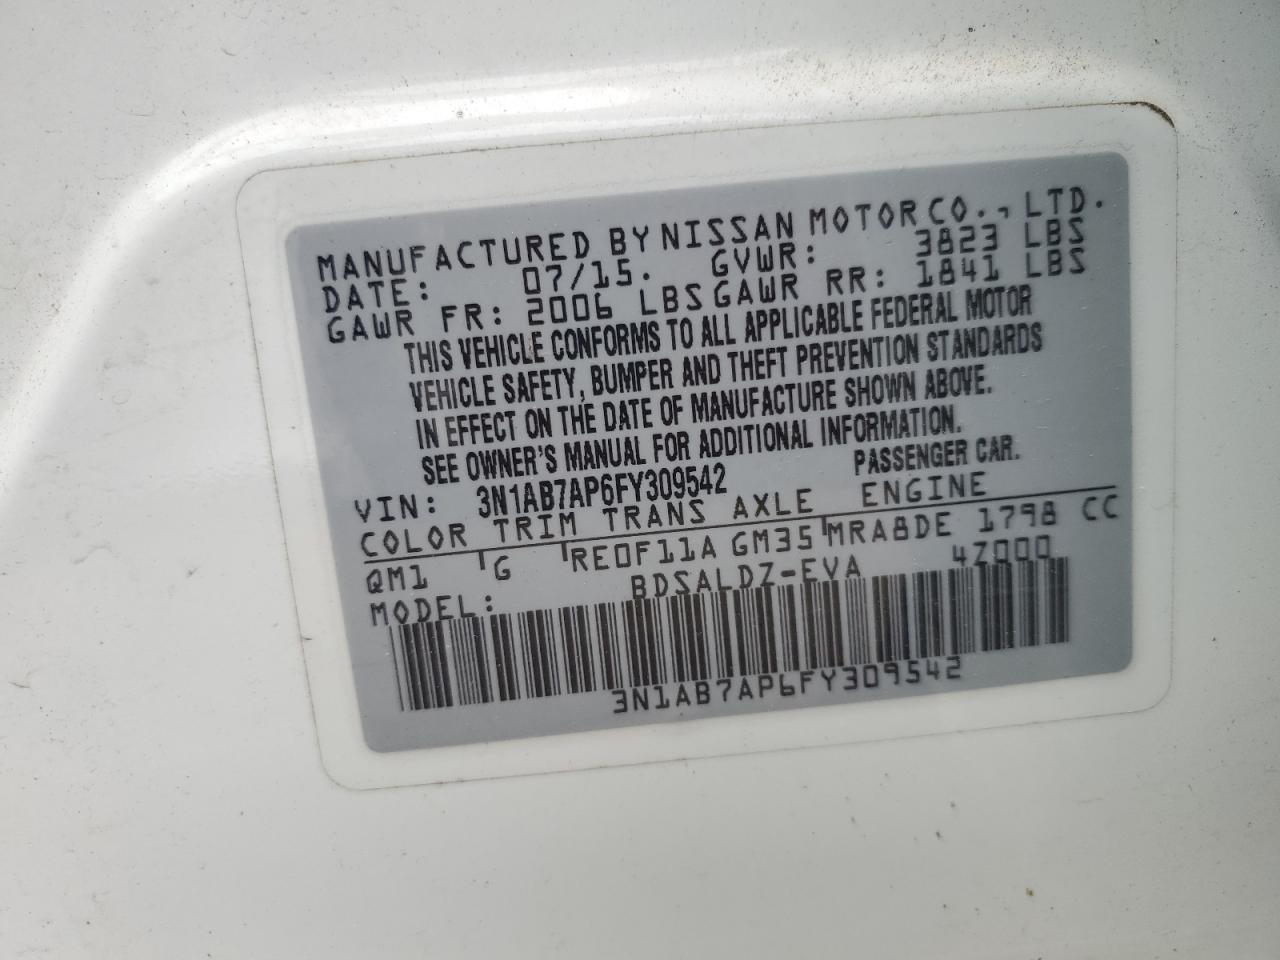 MANUFACTURED BY NISSAN MOTOR CO., LTD.
DATE: 07/15. GVWR: 3823 LBS
GAWR FR: 2006 LBS GAWR RR: 1841 LBS
THIS VEHICLE CONFORMS TO ALL APPLICABLE FEDERAL MOTOR
VEHICLE SAFETY, BUMPER AND THEFT PREVENTION STANDARDS
IN EFFECT ON THE DATE OF MANUFACTURE SHOWN ABOVE.
SEE OWNER'S MANUAL FOR ADDITIONAL INFORMATION.
VIN: 3N1AB7AP6FY309542 PASSENGER CAR.
COLOR TRIM TRANS AXLE ENGINE
QM1 G RE0F11A GM35 MRA8DE 1798 CC
MODEL: BDSALDZ-EVA 4Z000
3N1AB7AP6FY309542